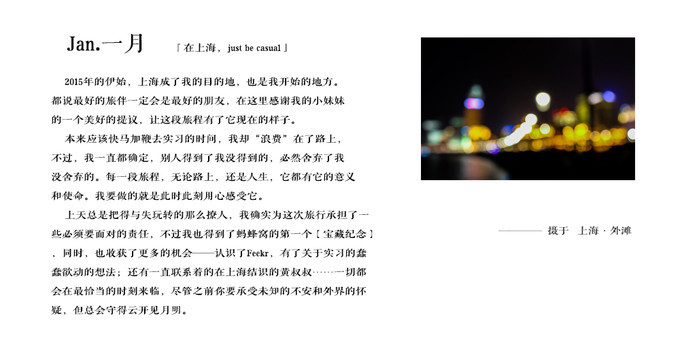 Jan.一月 「在上海，just be casual」
2015年的伊始，上海成了我的目的地，也是我开始的地方。
都说最好的旅伴一定会是最好的朋友，在这里感谢我的小妹妹
的一个美好的提议，让这段旅程有了它现在的样子。
本来应该快马加鞭去实习的时间，我却“浪费”在了路上，
不过，我一直都确定，别人得到了我没得到的，必然舍弃了我
没舍弃的。每一段旅程，无论路上，还是人生，它都有它的意义
和使命。我要做的就是此时此刻用心感受它。
上天总是把得与失玩转的那么撩人，我确实为这次旅行承担了一
些必须要面对的责任，不过我也得到了蚂蜂窝的第一个【宝藏纪念】
，同时，也收获了更多的机会——认识了Feekr，有了关于实习的蠢
蠢欲动的想法；还有一直联系着的在上海结识的黄叔叔……一切都
会在最恰当的时刻来临，尽管之前你要承受未知的不安和外界的怀
疑，但总会守得云开见月明。
——— 摄于 上海·外滩